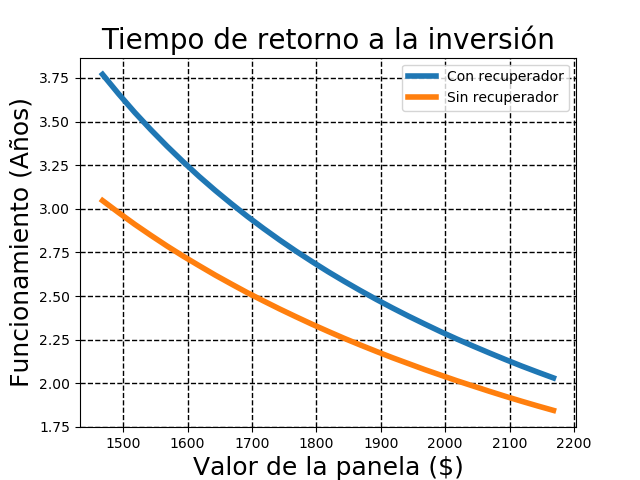 Tiempo de retorno a la inversión
Con recuperador
Sin recuperador
Funcionamiento (Años)
3.75
3.50
3.25
3.00
2.75
2.50
2.25
2.00
1.75
1500 1600 1700 1800 1900 2000 2100 2200
Valor de la panela ($)